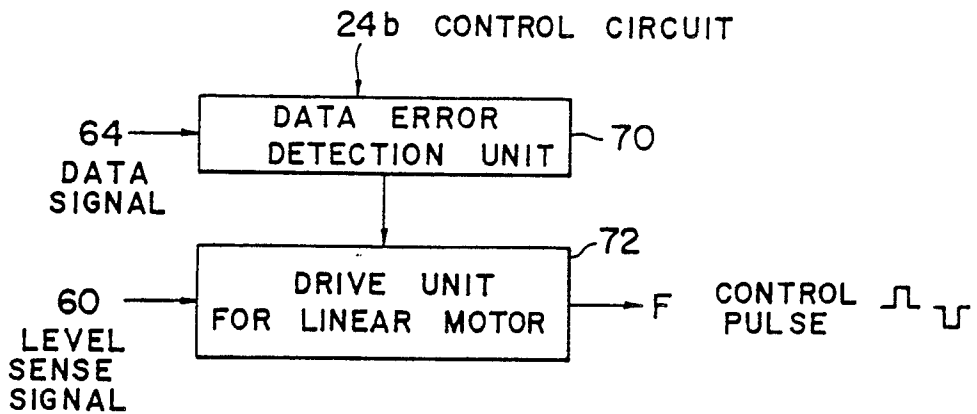 24b CONTROL CIRCUIT
DATA ERROR
DETECTION UNIT
70
64
DATA
SIGNAL
72
DRIVE UNIT
FOR LINEAR MOTOR
60
LEVEL
SENSE
SIGNAL
F
CONTROL
PULSE